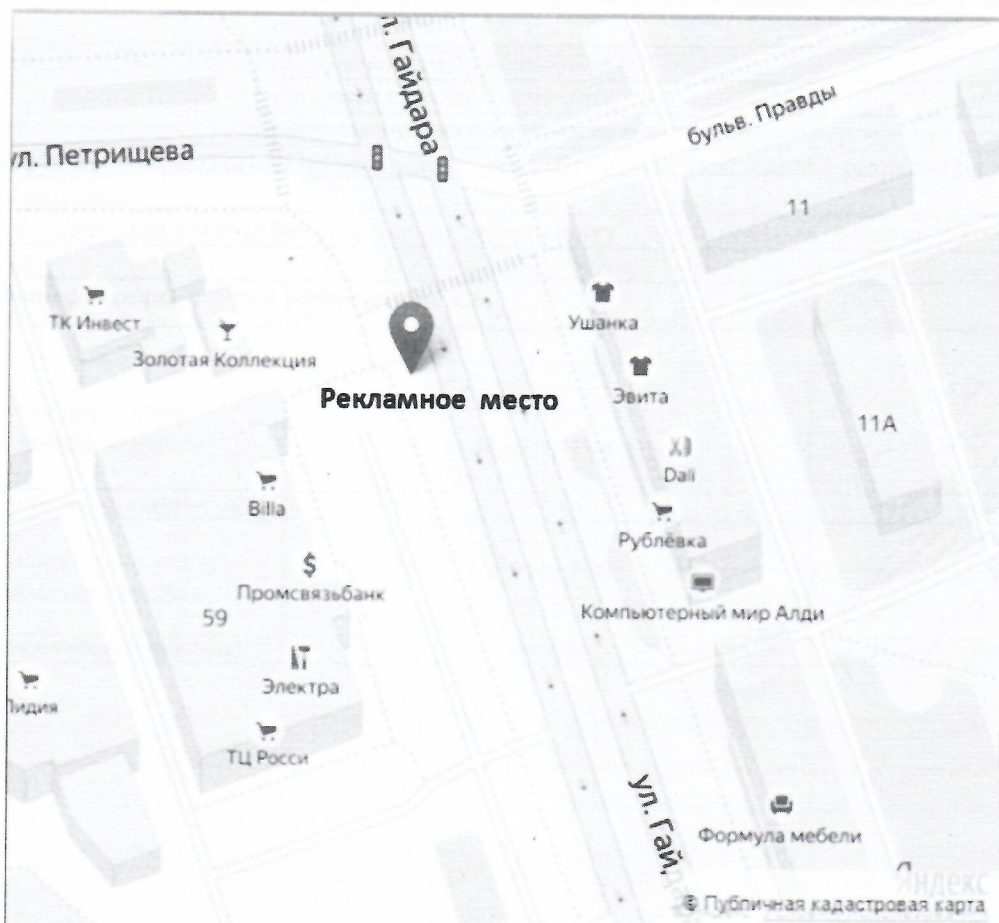 ул. Гайдара
бульв. Правды
ул. Петрищева
11
ТК Инвест
Золотая Коллекция
Ушанка
Рекламное место
Эвита
11А
Dali
Billa
Рублёвка
Промсвязьбанк
59
Компьютерный мир Алди
Электра
Лидия
ТЦ Росси
ул. Гай
Формула мебели
Яндекс
© Публичная кадастровая карта